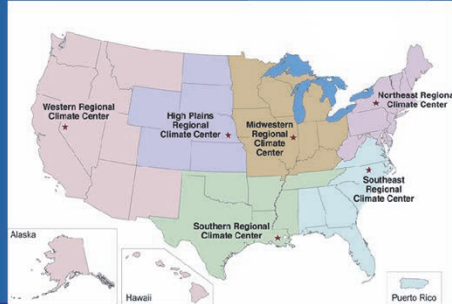 Western Regional
Climate Center
High Plains
Regional
Climate Center
Midwestern
Regional
Climate
Center
Northeast Regional
Climate Center
Southeast
Regional
Climate Center
Southern Regional
Climate Center
Alaska
Hawaii
Puerto Rico